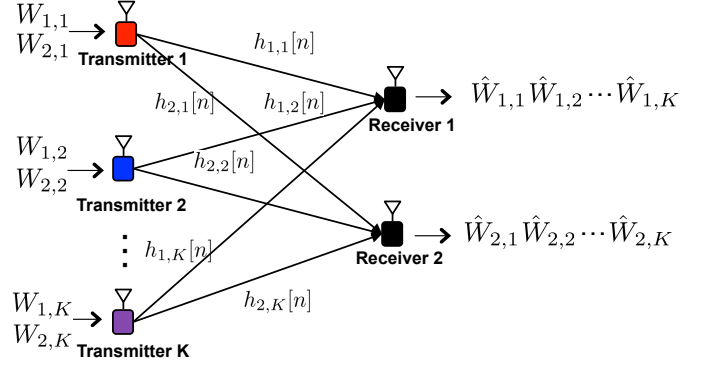 W_{1,1}
W_{2,1}
Transmitter 1
h_{1,1}[n]
h_{2,1}[n]
h_{1,2}[n]
Ŵ_{1,1} Ŵ_{1,2} ⋯ Ŵ_{1,K}
Receiver 1
W_{1,2}
W_{2,2}
h_{2,2}[n]
Transmitter 2
Ŵ_{2,1} Ŵ_{2,2} ⋯ Ŵ_{2,K}
Receiver 2
⋮
h_{1,K}[n]
h_{2,K}[n]
W_{1,K}
W_{2,K}
Transmitter K